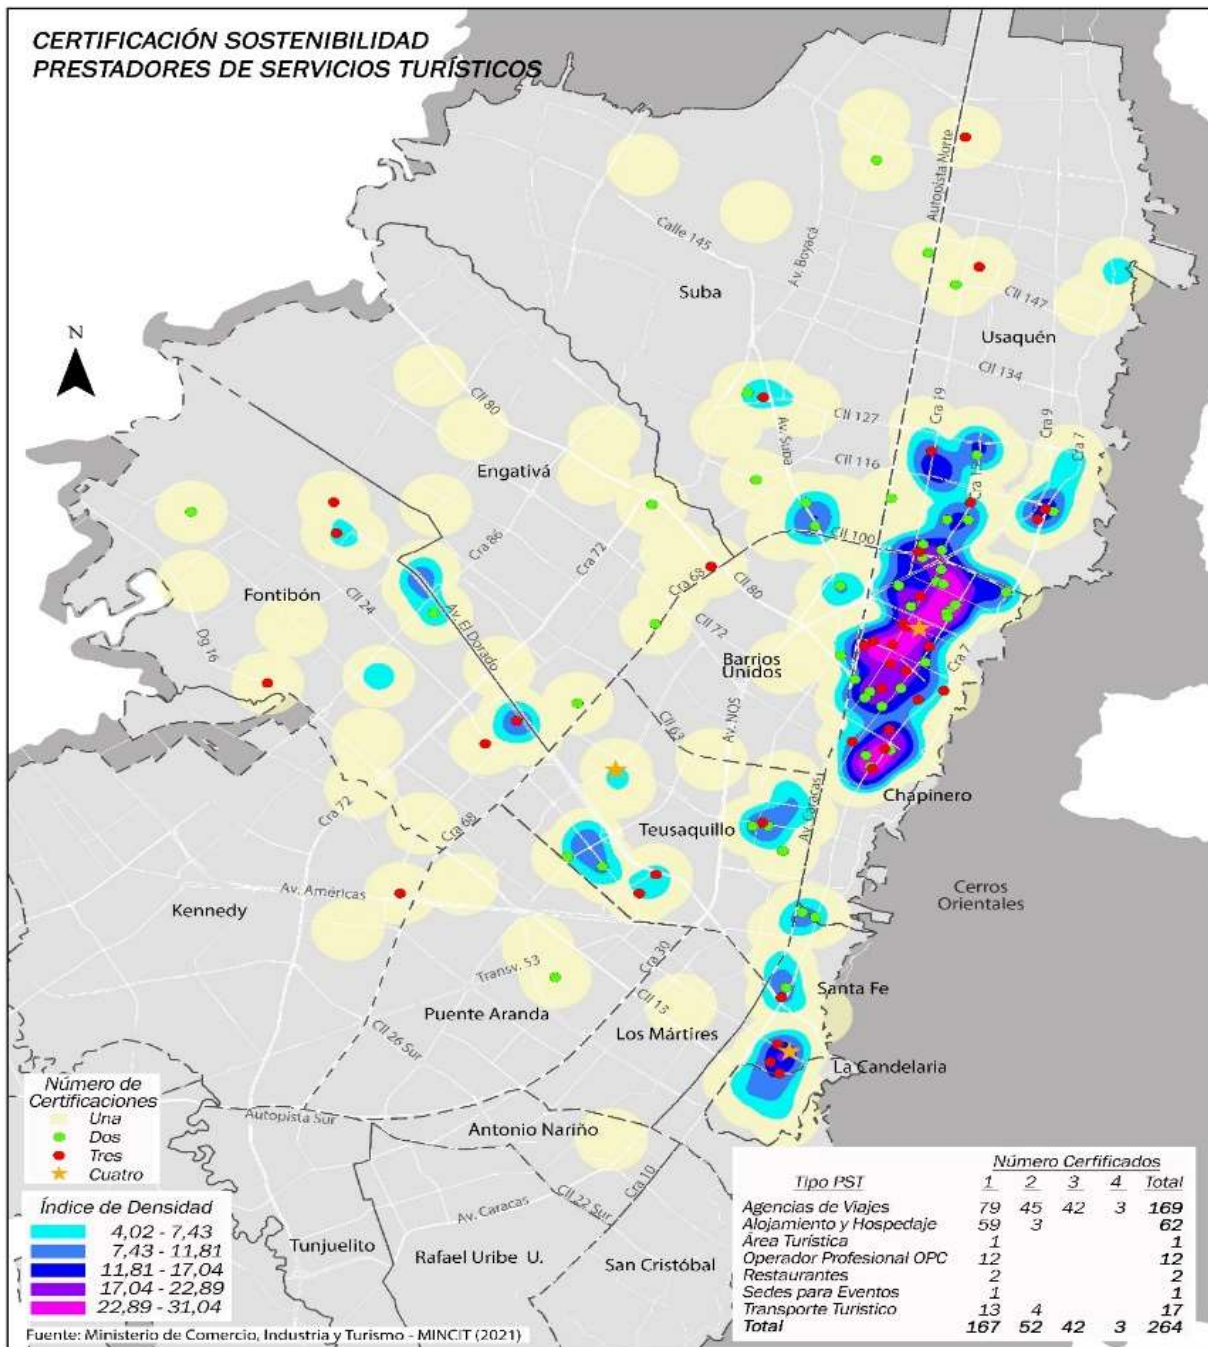 CERTIFICACIÓN SOSTENIBILIDAD
PRESTADORES DE SERVICIOS TURÍSTICOS
Autopista Norte
Calle 145
Av. Boyacá
Suba
Cll 147
N
Usaquén
Cll 134
Cll 80
Cll 127
Cra 19
Cra 9
Cra 7
Av. Suba
Cll 116
Engativá
Cra 86
Cra 72
Cll 100
Cra 68
Cll 80
Fontibón
Cll 24
Av. El Dorado
Cll 72
Dg 16
Barrios
Unidos
Cra 7
Cll 63
Av. NQS
Cra 72
Cra 68
Av. Caracas
Chapinero
Teusaquillo
Av. Américas
Kennedy
Cerros
Orientales
Cra 30
Transv. 53
Santa Fe
Cll 13
Puente Aranda
Los Mártires
Cll 26 Sur
La Candelaria
Número de
Certificaciones
Una
Dos
Tres
Cuatro
Autopista Sur
Antonio Nariño
Cra 10
Cll 22 Sur
Av. Caracas
Tunjuelito
Rafael Uribe U.
San Cristóbal
Índice de Densidad
4,02 - 7,43
7,43 - 11,81
11,81 - 17,04
17,04 - 22,89
22,89 - 31,04
Número Cerfificados
Tipo PST 1 2 3 4 Total
Agencias de Viajes 79 45 42 3 169
Alojamiento y Hospedaje 59 3 62
Área Turística 1 1
Operador Profesional OPC 12 12
Restaurantes 2 2
Sedes para Eventos 1 1
Transporte Turistico 13 4 17
Total 167 52 42 3 264
Fuente: Ministerio de Comercio, Industria y Turismo - MINCIT (2021)